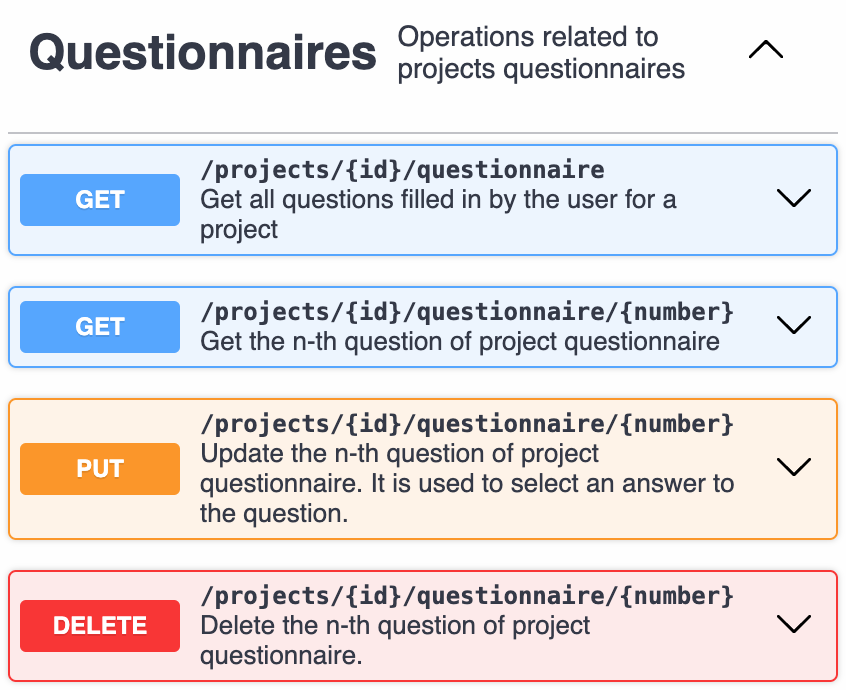 Questionnaires
Operations related to
projects questionnaires
GET
/projects/{id}/questionnaire
Get all questions filled in by the user for a
project
GET
/projects/{id}/questionnaire/{number}
Get the n-th question of project questionnaire
PUT
/projects/{id}/questionnaire/{number}
Update the n-th question of project
questionnaire. It is used to select an answer to
the question.
DELETE
/projects/{id}/questionnaire/{number}
Delete the n-th question of project
questionnaire.